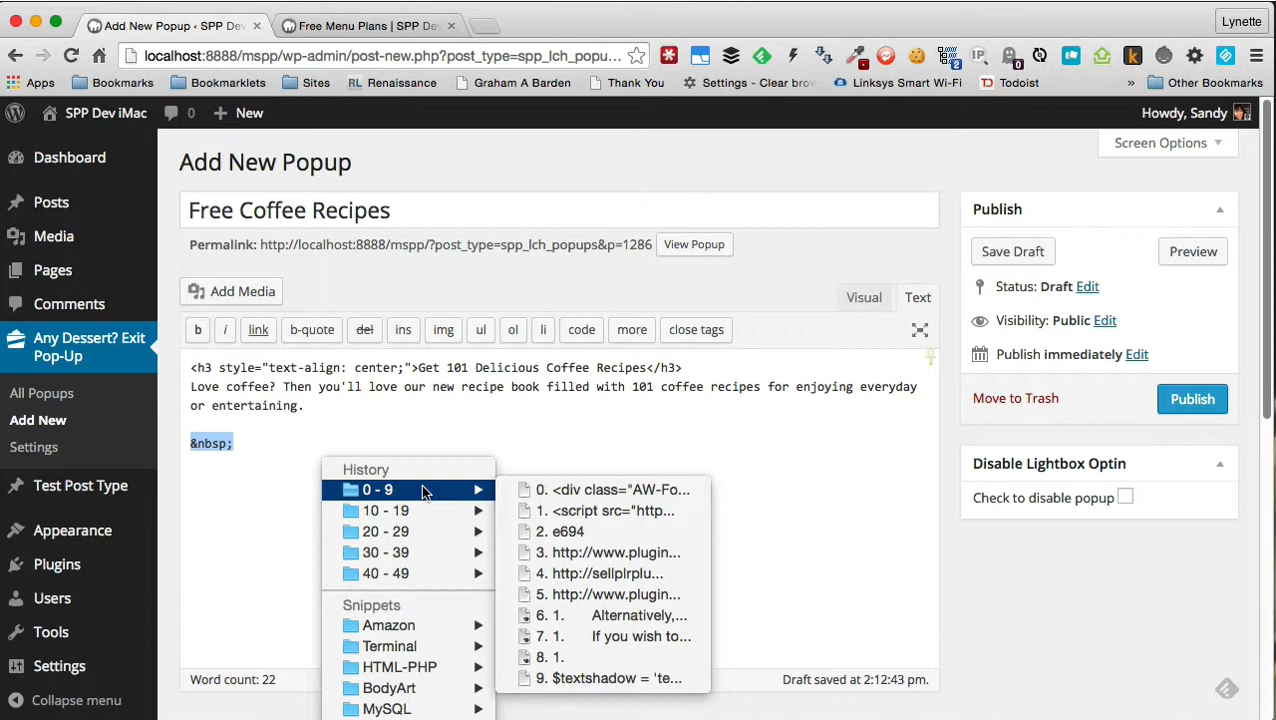 Add New Popup ‹ SPP Dev
Free Menu Plans | SPP Dev
Lynette
localhost:8888/mspp/wp-admin/post-new.php?post_type=spp_lch_popu...
Apps
Bookmarks
Bookmarklets
Sites
RL Renaissance
Graham A Barden
Thank You
Settings - Clear brow
Linksys Smart Wi-Fi
Todoist
»
Other Bookmarks
SPP Dev iMac
0
New
Howdy, Sandy
Dashboard
Posts
Media
Pages
Comments
Any Dessert? Exit
Pop-Up
All Popups
Add New
Settings
Test Post Type
Appearance
Plugins
Users
Tools
Settings
Collapse menu
Add New Popup
Screen Options
Free Coffee Recipes
Permalink: http://localhost:8888/mspp/?post_type=spp_lch_popups&p=1286
View Popup
Add Media
Visual
Text
b
i
link
b-quote
del
ins
img
ul
ol
li
code
more
close tags
<h3 style="text-align: center;">Get 101 Delicious Coffee Recipes</h3>
Love coffee? Then you'll love our new recipe book filled with 101 coffee recipes for enjoying everyday
or entertaining.
&nbsp;
Word count: 22
Draft saved at 2:12:43 pm.
History
0 - 9
10 - 19
20 - 29
30 - 39
40 - 49
Snippets
Amazon
Terminal
HTML-PHP
BodyArt
MySQL
0. <div class="AW-Fo...
1. <script src="http...
2. e694
3. http://www.plugin...
4. http://sellplrplu...
5. http://www.plugin...
6. 1. Alternatively,...
7. 1. If you wish to...
8. 1.
9. $textshadow = 'te...
Publish
Save Draft
Preview
Status: Draft Edit
Visibility: Public Edit
Publish immediately Edit
Move to Trash
Publish
Disable Lightbox Optin
Check to disable popup